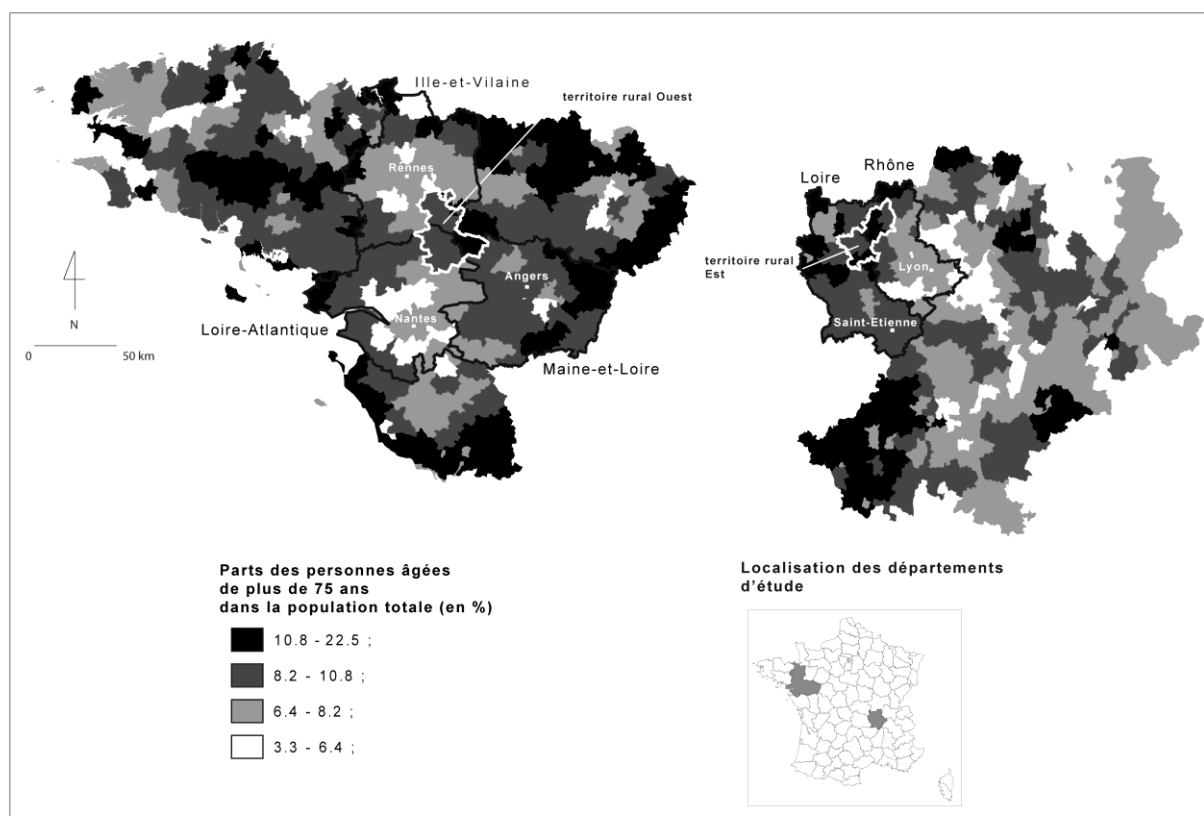 Ille-et-Vilaine
territoire rural Ouest
Rennes
Angers
Nantes
Loire-Atlantique
Maine-et-Loire
N
0 50 km
Loire
Rhône
territoire rural
Est
Lyon
Saint-Etienne
Parts des personnes âgées
de plus de 75 ans
dans la population totale (en %)
10.8 - 22.5 ;
8.2 - 10.8 ;
6.4 - 8.2 ;
3.3 - 6.4 ;
Localisation des départements
d'étude